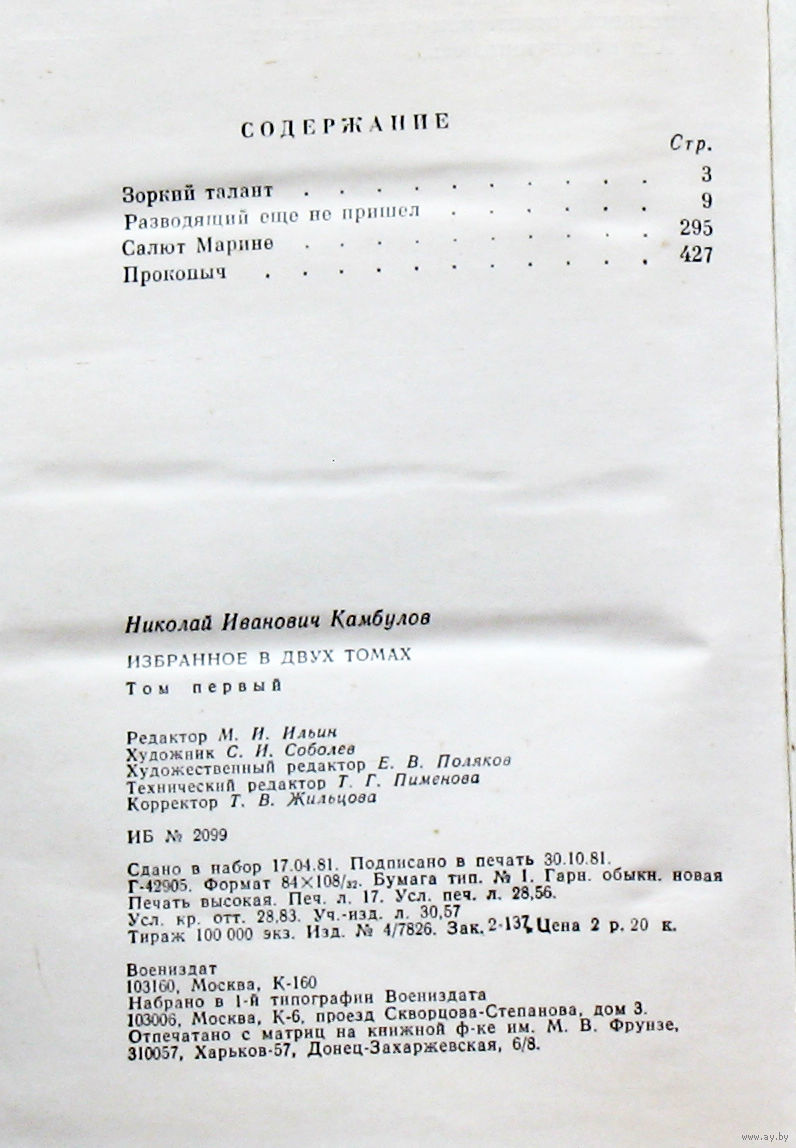 СОДЕРЖАНИЕ
Стр.
Зоркий талант . . . . . . . . . . 3
Разводящий еще не пришел . . . . . . 9
Салют Марине . . . . . . . . . . 295
Прокопыч . . . . . . . . . . . 427
Николай Иванович Камбулов
ИЗБРАННОЕ В ДВУХ ТОМАХ
Том первый
Редактор М. И. Ильин
Художник С. И. Соболев
Художественный редактор Е. В. Поляков
Технический редактор Т. Г. Пименова
Корректор Т. В. Жильцова
ИБ № 2099
Сдано в набор 17.04.81. Подписано в печать 30.10.81.
Г-42905. Формат 84×108/32. Бумага тип. № 1. Гарн. обыкн. новая
Печать высокая. Печ. л. 17. Усл. печ. л. 28,56.
Усл. кр. отт. 28,83. Уч.-изд. л. 30,57
Тираж 100 000 экз. Изд. № 4/7826. Зак. 2-137. Цена 2 р. 20 к.
Воениздат
103160, Москва, К-160
Набрано в 1-й типографии Воениздата
103006, Москва, К-6, проезд Скворцова-Степанова, дом 3.
Отпечатано с матриц на книжной ф-ке им. М. В. Фрунзе,
310057, Харьков-57, Донец-Захаржевская, 6/8.
www.ay.by